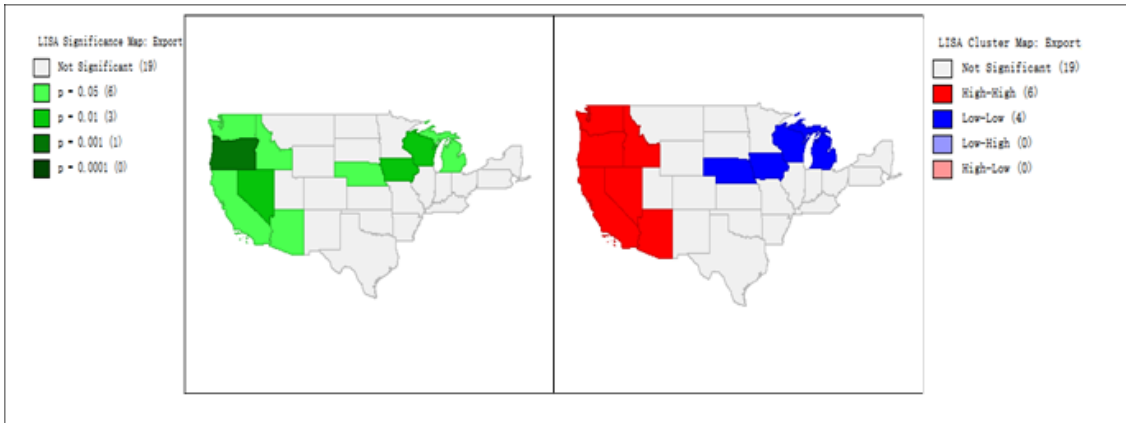 LISA Significance Map: Export
Not Significant (19)
p = 0.05 (6)
p = 0.01 (3)
p = 0.001 (1)
p = 0.0001 (0)
LISA Cluster Map: Export
Not Significant (19)
High-High (6)
Low-Low (4)
Low-High (0)
High-Low (0)